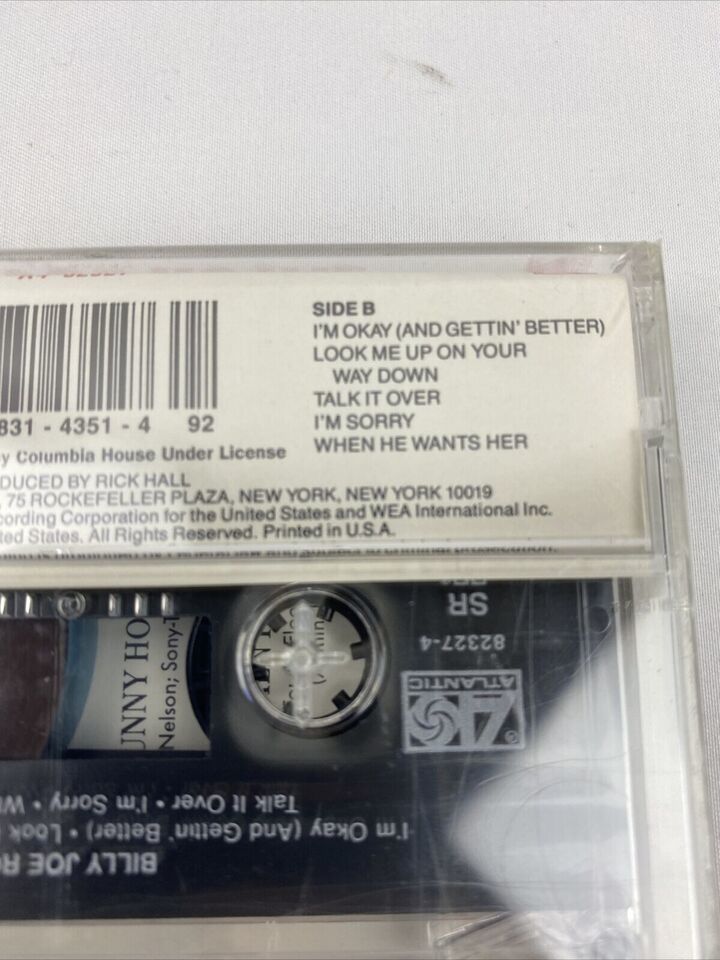 SIDE B
I'M OKAY (AND GETTIN' BETTER)
LOOK ME UP ON YOUR
WAY DOWN
TALK IT OVER
I'M SORRY
WHEN HE WANTS HER
831 - 4351 - 4 92
y Columbia House Under License
DUCED BY RICK HALL
, 75 ROCKEFELLER PLAZA, NEW YORK, NEW YORK 10019
cording Corporation for the United States and WEA International Inc.
ted States. All Rights Reserved. Printed in U.S.A.
SR
82327-4
ATLANTIC
UNNY HO
Nelson; Sony-T
Talk It Over • I'm Sorry • W
I'm Okay (And Gettin' Better) • Look
BILLY JOE R